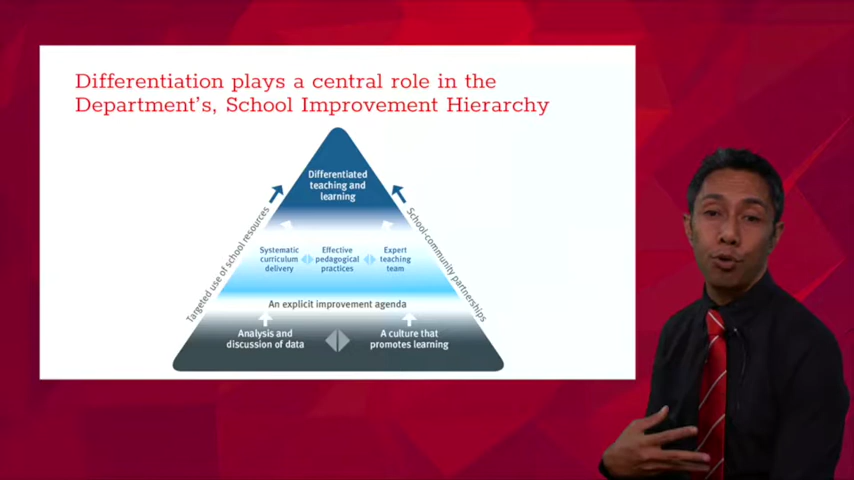 Differentiation plays a central role in the
Department's, School Improvement Hierarchy
Differentiated
teaching and
learning
Targeted use of school resources
School-community partnerships
Systematic
curriculum
delivery
Effective
pedagogical
practices
Expert
teaching
team
An explicit improvement agenda
Analysis and
discussion of data
A culture that
promotes learning